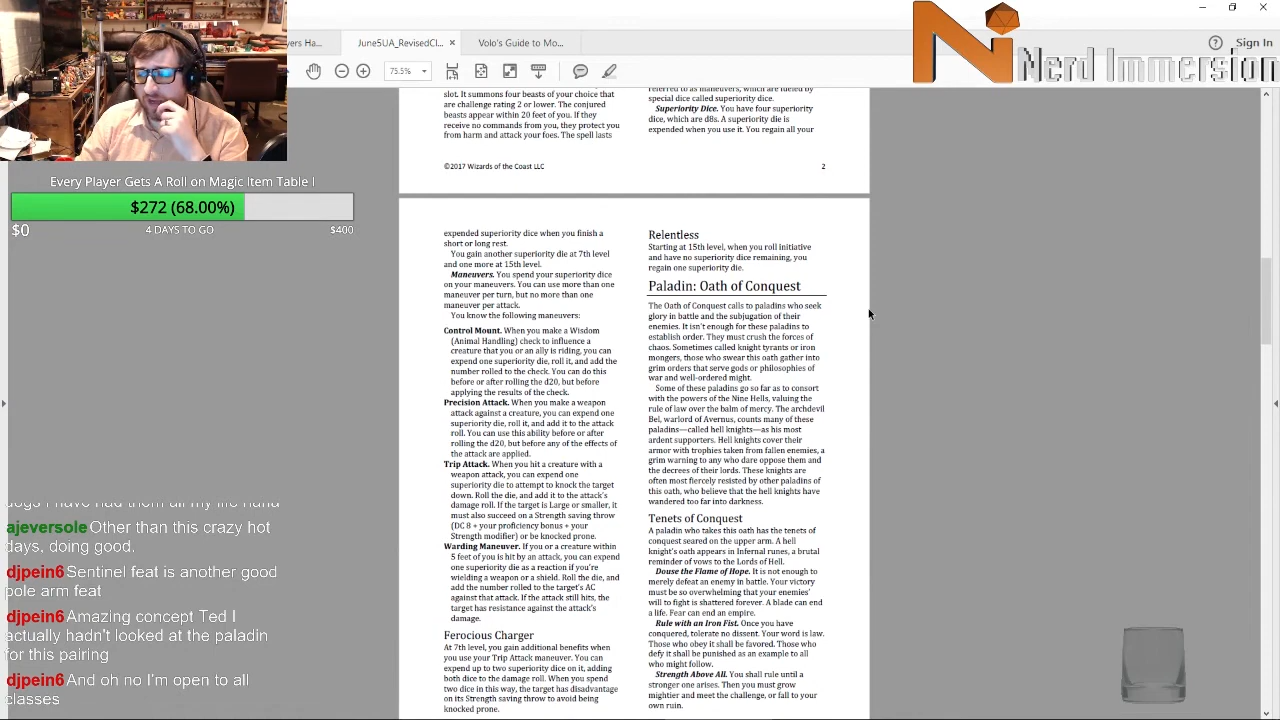 ers Ha...
June5UA_RevisedCl...
Volo's Guide to Mo...
Sign In
Nerd Immersion
75.5%
Every Player Gets A Roll on Magic Item Table I
$272 (68.00%)
$0
4 DAYS TO GO
$400
dogs I have had them all my life hand
ajeversole Other than this crazy hot
days, doing good.
djpein6 Sentinel feat is another good
pole arm feat
djpein6 Amazing concept Ted I
actually hadn't looked at the paladin
for this pairing
djpein6 And oh no I'm open to all
classes
slot. It summons four beasts of your choice that
are challenge rating 2 or lower. The conjured
beasts appear within 20 feet of you. If they
receive no commands from you, they protect you
from harm and attack your foes. The spell lasts
referred to as maneuvers, which are fueled by
special dice called superiority dice.
Superiority Dice. You have four superiority
dice, which are d8s. A superiority die is
expended when you use it. You regain all your
©2017 Wizards of the Coast LLC
2
expended superiority dice when you finish a
short or long rest.
You gain another superiority die at 7th level
and one more at 15th level.
Maneuvers. You spend your superiority dice
on your maneuvers. You can use more than one
maneuver per turn, but no more than one
maneuver per attack.
You know the following maneuvers:
Control Mount. When you make a Wisdom
(Animal Handling) check to influence a
creature that you or an ally is riding, you can
expend one superiority die, roll it, and add the
number rolled to the check. You can do this
before or after rolling the d20, but before
applying the results of the check.
Precision Attack. When you make a weapon
attack against a creature, you can expend one
superiority die, roll it, and add it to the attack
roll. You can use this ability before or after
rolling the d20, but before any of the effects of
the attack are applied.
Trip Attack. When you hit a creature with a
weapon attack, you can expend one
superiority die to attempt to knock the target
down. Roll the die, and add it to the attack's
damage roll. If the target is Large or smaller, it
must also succeed on a Strength saving throw
(DC 8 + your proficiency bonus + your
Strength modifier) or be knocked prone.
Warding Maneuver. If you or a creature within
5 feet of you is hit by an attack, you can expend
one superiority die as a reaction if you're
wielding a weapon or a shield. Roll the die, and
add the number rolled to the target's AC
against that attack. If the attack still hits, the
target has resistance against the attack's
damage.
Ferocious Charger
At 7th level, you gain additional benefits when
you use your Trip Attack maneuver. You can
expend up to two superiority dice on it, adding
both dice to the damage roll. When you spend
two dice in this way, the target has disadvantage
on its Strength saving throw to avoid being
knocked prone.
Relentless
Starting at 15th level, when you roll initiative
and have no superiority dice remaining, you
regain one superiority die.
Paladin: Oath of Conquest
The Oath of Conquest calls to paladins who seek
glory in battle and the subjugation of their
enemies. It isn't enough for these paladins to
establish order. They must crush the forces of
chaos. Sometimes called knight tyrants or iron
mongers, those who swear this oath gather into
grim orders that serve gods or philosophies of
war and well-ordered might.
Some of these paladins go so far as to consort
with the powers of the Nine Hells, valuing the
rule of law over the balm of mercy. The archdevil
Bel, warlord of Avernus, counts many of these
paladins—called hell knights—as his most
ardent supporters. Hell knights cover their
armor with trophies taken from fallen enemies, a
grim warning to any who dare oppose them and
the decrees of their lords. These knights are
often most fiercely resisted by other paladins of
this oath, who believe that the hell knights have
wandered too far into darkness.
Tenets of Conquest
A paladin who takes this oath has the tenets of
conquest seared on the upper arm. A hell
knight's oath appears in Infernal runes, a brutal
reminder of vows to the Lords of Hell.
Douse the Flame of Hope. It is not enough to
merely defeat an enemy in battle. Your victory
must be so overwhelming that your enemies'
will to fight is shattered forever. A blade can end
a life. Fear can end an empire.
Rule with an Iron Fist. Once you have
conquered, tolerate no dissent. Your word is law.
Those who obey it shall be favored. Those who
defy it shall be punished as an example to all
who might follow.
Strength Above All. You shall rule until a
stronger one arises. Then you must grow
mightier and meet the challenge, or fall to your
own ruin.